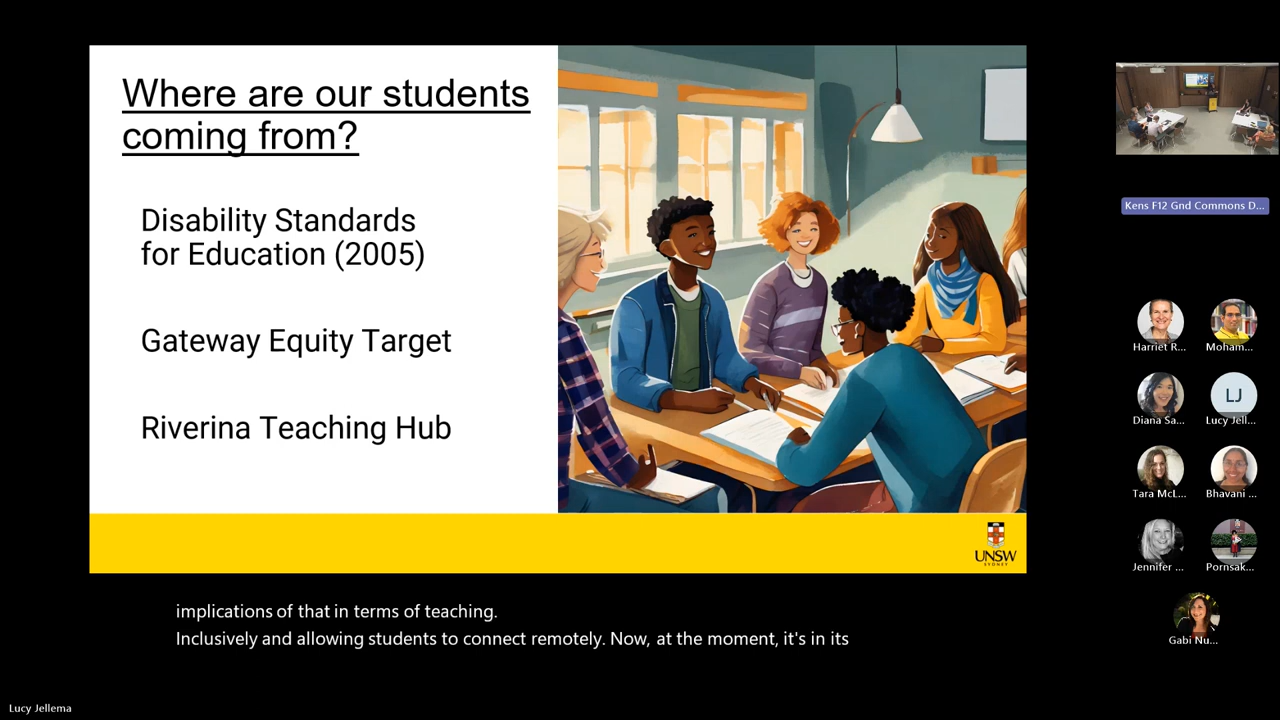 Where are our students
coming from?
Disability Standards
for Education (2005)
Gateway Equity Target
Riverina Teaching Hub
UNSW
SYDNEY
implications of that in terms of teaching.
Inclusively and allowing students to connect remotely. Now, at the moment, it's in its
Lucy Jellema
Kens F12 Gnd Commons D...
Harriet R...
Moham...
Diana Sa...
LJ
Lucy Jell...
Tara McL...
Bhavani ...
Jennifer ...
Pornsak...
Gabi Nu...